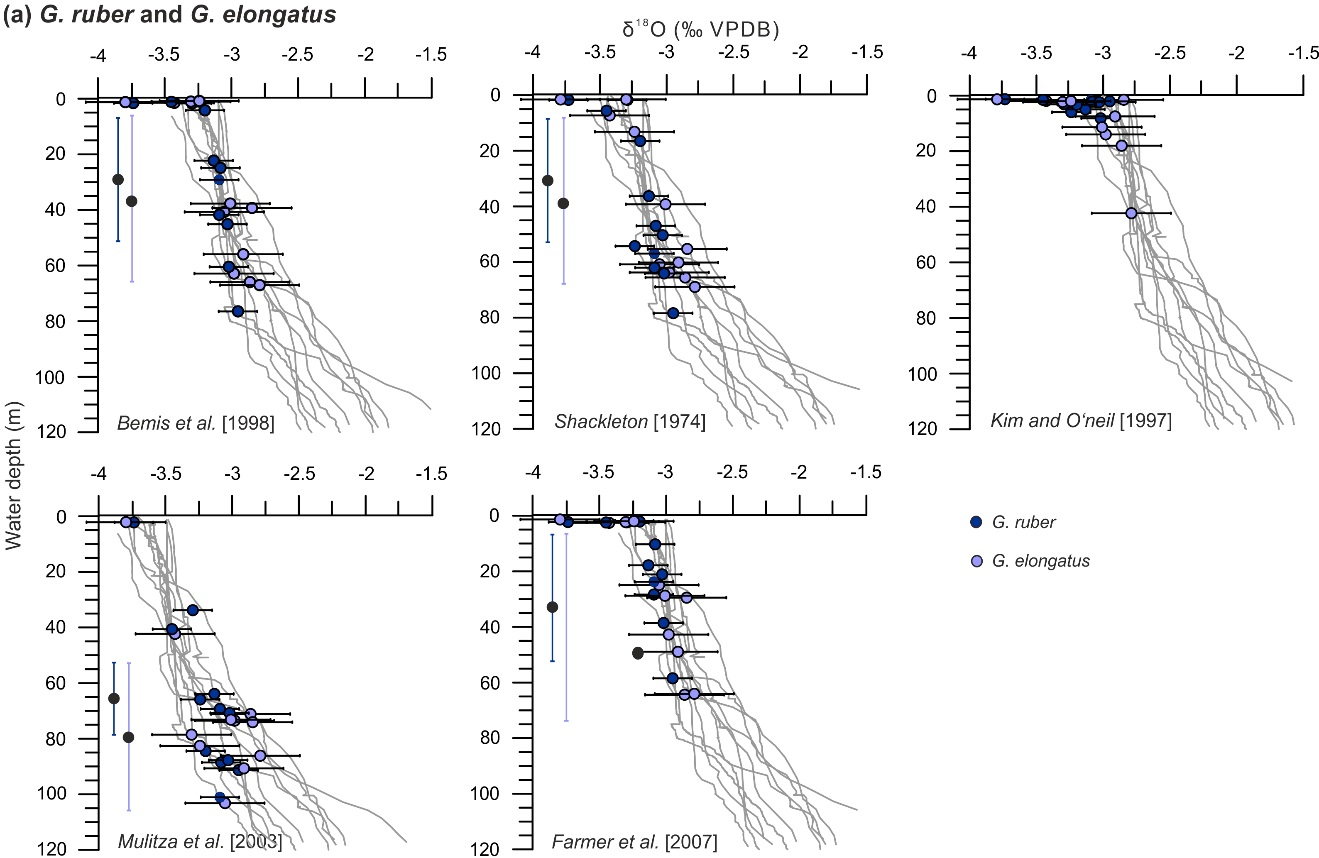 (a) G. ruber and G. elongatus
δ¹⁸O (‰ VPDB)
-4 -3.5 -3 -2.5 -2 -1.5
-4 -3.5 -3 -2.5 -2 -1.5
-4 -3.5 -3 -2.5 -2 -1.5
0
20
40
60
80
100
120
Bemis et al. [1998]
0
20
40
60
80
100
120
Shackleton [1974]
0
20
40
60
80
100
120
Kim and O‘neil [1997]
Water depth (m)
-4 -3.5 -3 -2.5 -2 -1.5
-4 -3.5 -3 -2.5 -2 -1.5
0
20
40
60
80
100
120
Mulitza et al. [2003]
0
20
40
60
80
100
120
Farmer et al. [2007]
G. ruber
G. elongatus